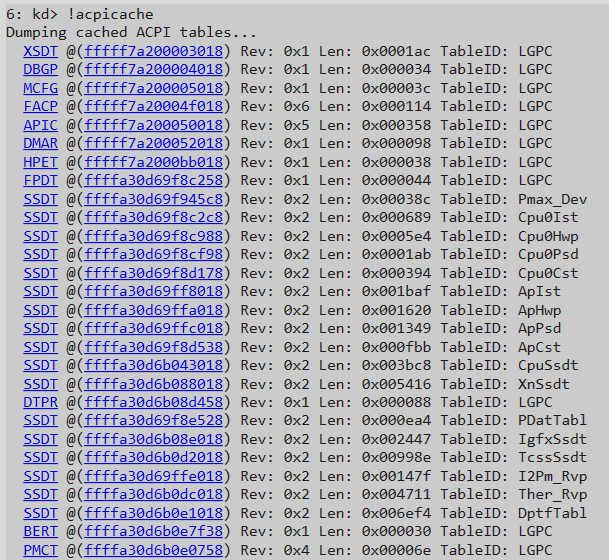 6: kd> !acpicache
Dumping cached ACPI tables...
XSDT @(fffff7a200003018) Rev: 0x1 Len: 0x0001ac TableID: LGPC
DBGP @(fffff7a200004018) Rev: 0x1 Len: 0x000034 TableID: LGPC
MCFG @(fffff7a200005018) Rev: 0x1 Len: 0x00003c TableID: LGPC
FACP @(fffff7a20004f018) Rev: 0x6 Len: 0x000114 TableID: LGPC
APIC @(fffff7a200050018) Rev: 0x5 Len: 0x000358 TableID: LGPC
DMAR @(fffff7a200052018) Rev: 0x1 Len: 0x000098 TableID: LGPC
HPET @(fffff7a2000bb018) Rev: 0x1 Len: 0x000038 TableID: LGPC
FPDT @(ffffa30d69f8c258) Rev: 0x1 Len: 0x000044 TableID: LGPC
SSDT @(ffffa30d69f945c8) Rev: 0x2 Len: 0x00038c TableID: Pmax_Dev
SSDT @(ffffa30d69f8c2c8) Rev: 0x2 Len: 0x000689 TableID: Cpu0Ist
SSDT @(ffffa30d69f8c988) Rev: 0x2 Len: 0x0005e4 TableID: Cpu0Hwp
SSDT @(ffffa30d69f8cf98) Rev: 0x2 Len: 0x0001ab TableID: Cpu0Psd
SSDT @(ffffa30d69f8d178) Rev: 0x2 Len: 0x000394 TableID: Cpu0Cst
SSDT @(ffffa30d69ff8018) Rev: 0x2 Len: 0x001baf TableID: ApIst
SSDT @(ffffa30d69ffa018) Rev: 0x2 Len: 0x001620 TableID: ApHwp
SSDT @(ffffa30d69ffc018) Rev: 0x2 Len: 0x001349 TableID: ApPsd
SSDT @(ffffa30d69f8d538) Rev: 0x2 Len: 0x000fbb TableID: ApCst
SSDT @(ffffa30d6b043018) Rev: 0x2 Len: 0x003bc8 TableID: CpuSsdt
SSDT @(ffffa30d6b088018) Rev: 0x2 Len: 0x005416 TableID: XnSsdt
DTPR @(ffffa30d6b08d458) Rev: 0x1 Len: 0x000088 TableID: LGPC
SSDT @(ffffa30d69f8e528) Rev: 0x2 Len: 0x000ea4 TableID: PDatTabl
SSDT @(ffffa30d6b08e018) Rev: 0x2 Len: 0x002447 TableID: IgfxSsdt
SSDT @(ffffa30d6b0d2018) Rev: 0x2 Len: 0x00998e TableID: TcssSsdt
SSDT @(ffffa30d69ffe018) Rev: 0x2 Len: 0x00147f TableID: I2Pm_Rvp
SSDT @(ffffa30d6b0dc018) Rev: 0x2 Len: 0x004711 TableID: Ther_Rvp
SSDT @(ffffa30d6b0e1018) Rev: 0x2 Len: 0x006ef4 TableID: DptfTabl
BERT @(ffffa30d6b0e7f38) Rev: 0x1 Len: 0x000030 TableID: LGPC
PMCT @(ffffa30d6b0e0758) Rev: 0x4 Len: 0x00006e TableID: LGPC